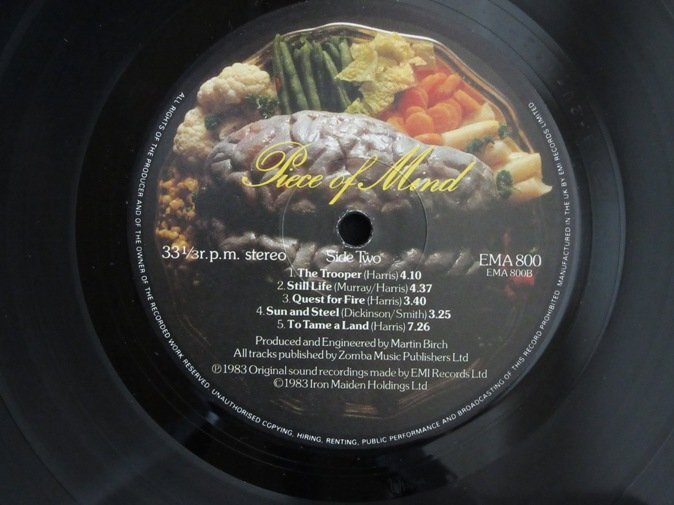 Piece of Mind
33 1/3 r.p.m. stereo
Side Two
EMA 800
EMA 800B
1. The Trooper (Harris) 4.10
2. Still Life (Murray/Harris) 4.37
3. Quest for Fire (Harris) 3.40
4. Sun and Steel (Dickinson/Smith) 3.25
5. To Tame a Land (Harris) 7.26
Produced and Engineered by Martin Birch
All tracks published by Zomba Music Publishers Ltd
℗ 1983 Original sound recordings made by EMI Records Ltd
© 1983 Iron Maiden Holdings Ltd
ALL RIGHTS OF THE PRODUCER AND OF THE OWNER OF THE RECORDED WORK RESERVED. UNAUTHORISED COPYING, HIRING, RENTING, PUBLIC PERFORMANCE AND BROADCASTING OF THIS RECORD PROHIBITED. MANUFACTURED IN THE UK BY EMI RECORDS LIMITED